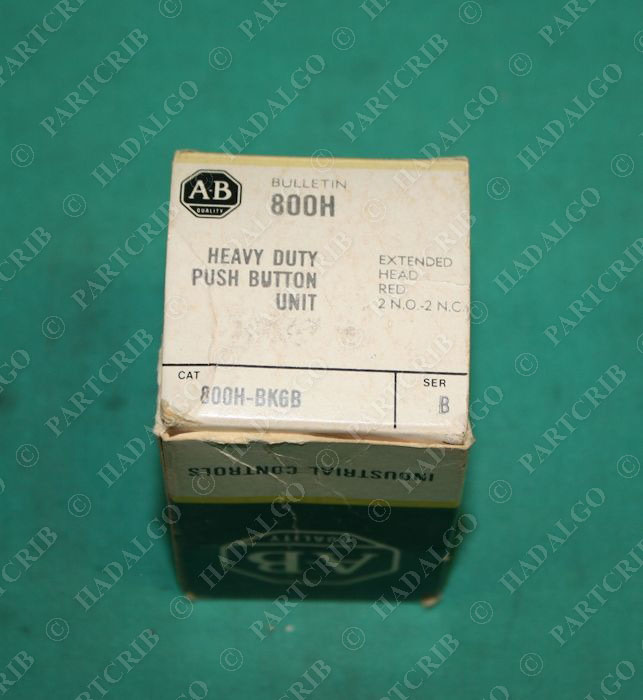 A-B
QUALITY
BULLETIN
800H
HEAVY DUTY
PUSH BUTTON
UNIT
EXTENDED
HEAD
RED
2 N.O.-2 N.C.
CAT
800H-BK6B
SER
B
INDUSTRIAL CONTROLS
A-B
QUALITY
© PARTCRIB
© HADALGO